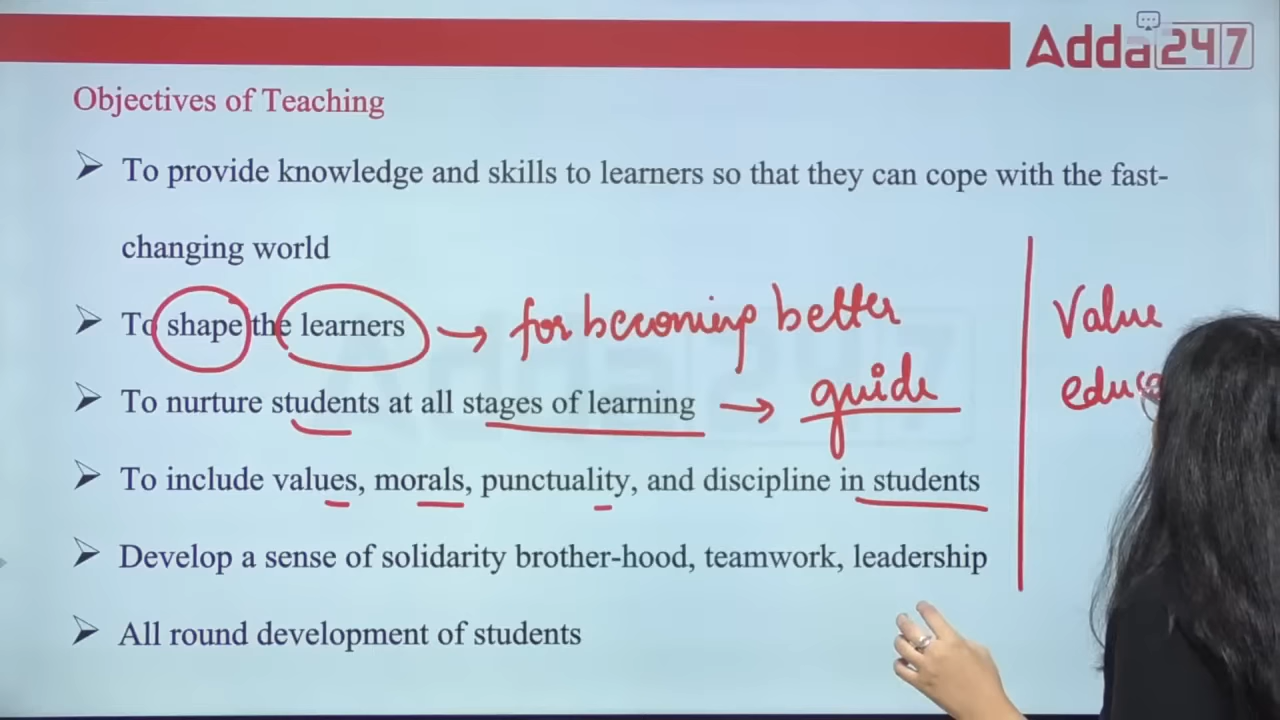 Adda247
Objectives of Teaching
➤ To provide knowledge and skills to learners so that they can cope with the fast-
changing world
➤ To shape the learners → for becoming better
➤ To nurture students at all stages of learning → guide
➤ To include values, morals, punctuality, and discipline in students
➤ Develop a sense of solidarity brother-hood, teamwork, leadership
➤ All round development of students
Value